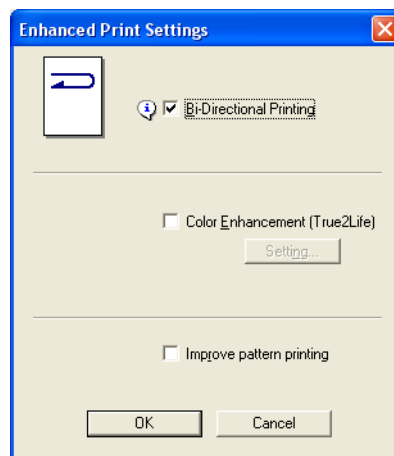 Enhanced Print Settings
Bi-Directional Printing
Color Enhancement (True2Life)
Setting...
Improve pattern printing
OK
Cancel